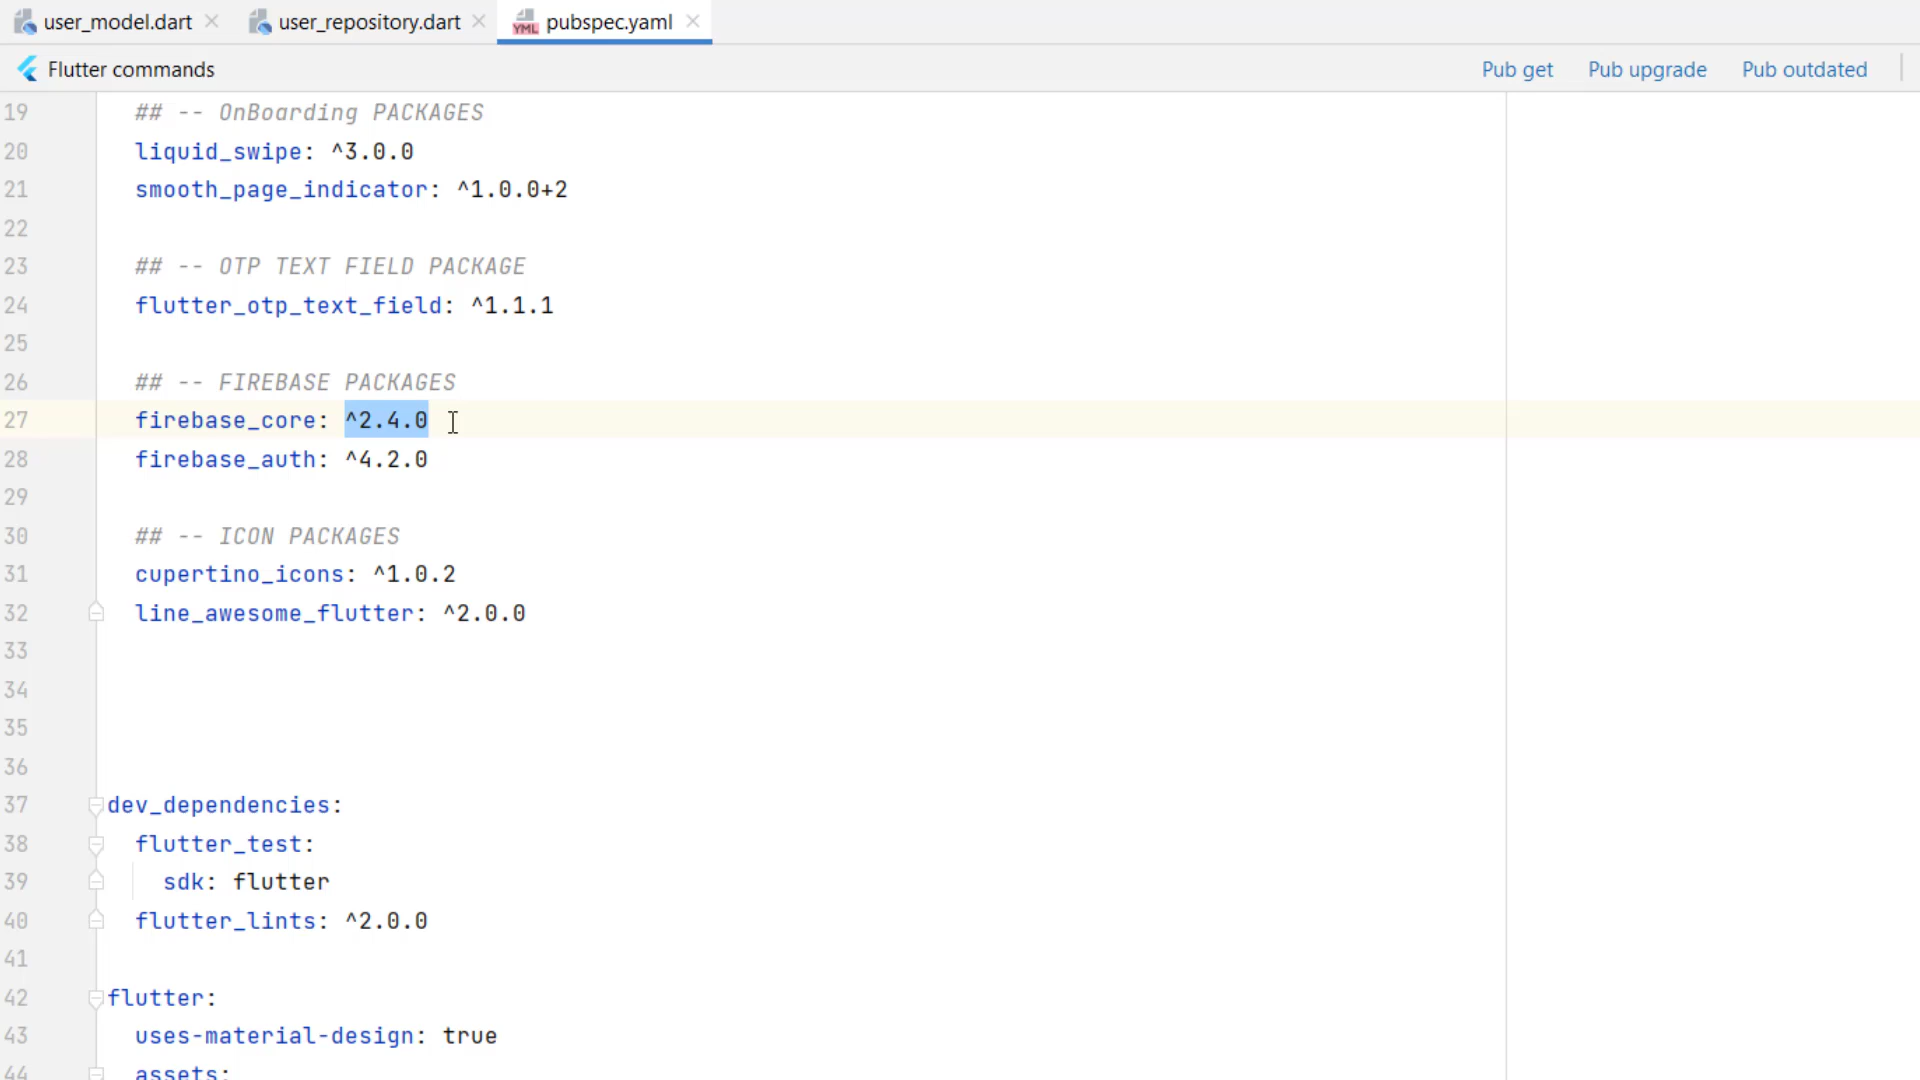 user_model.dart user_repository.dart YML pubspec.yaml
Flutter commands Pub get Pub upgrade Pub outdated
19 ## -- OnBoarding PACKAGES
20 liquid_swipe: ^3.0.0
21 smooth_page_indicator: ^1.0.0+2
22
23 ## -- OTP TEXT FIELD PACKAGE
24 flutter_otp_text_field: ^1.1.1
25
26 ## -- FIREBASE PACKAGES
27 firebase_core: ^2.4.0
28 firebase_auth: ^4.2.0
29
30 ## -- ICON PACKAGES
31 cupertino_icons: ^1.0.2
32 line_awesome_flutter: ^2.0.0
33
34
35
36
37 dev_dependencies:
38 flutter_test:
39 sdk: flutter
40 flutter_lints: ^2.0.0
41
42 flutter:
43 uses-material-design: true
44 assets: